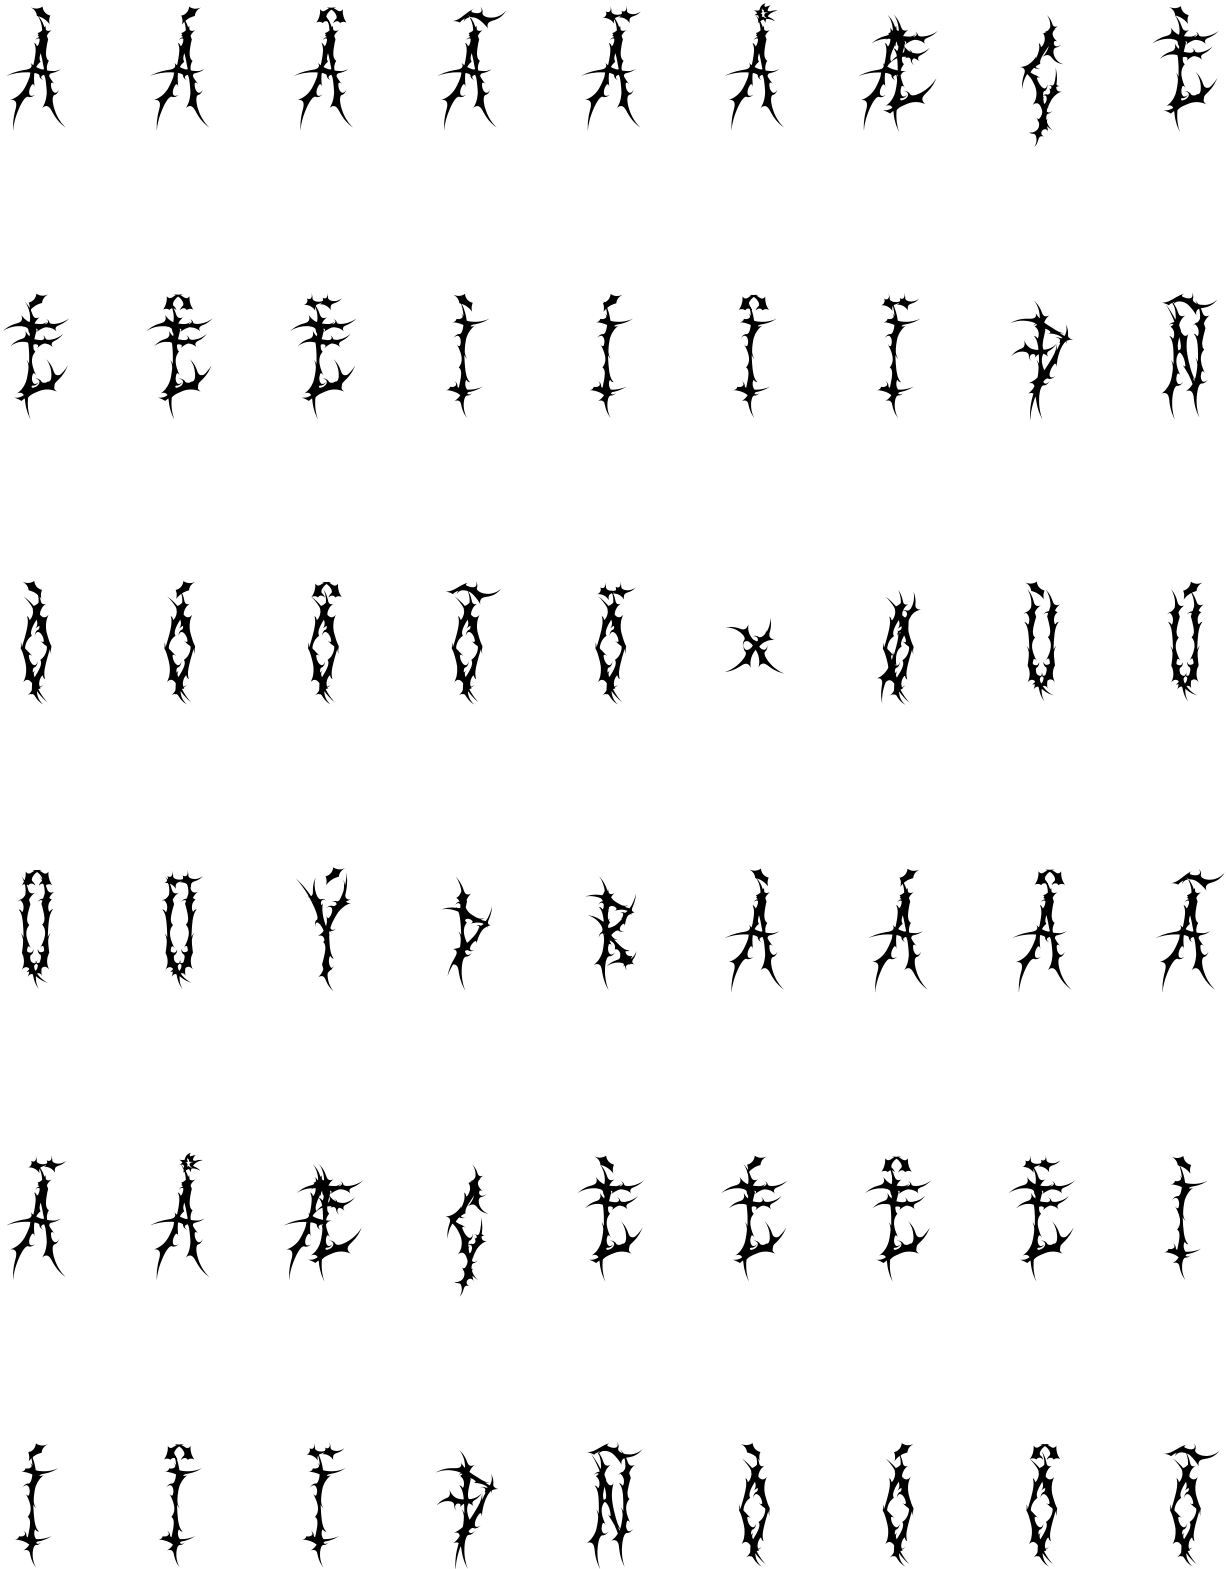 À Á Â Ã Ä Å Æ Ç È
É Ê Ë Ì Í Î Ï Ð Ñ
Ò Ó Ô Õ Ö × Ø Ù Ú
Û Ü Ý Þ ß À Á Â Ã
Ä Å Æ Ç È É Ê Ë Ì
Í Î Ï Ð Ñ Ò Ó Ô Õ